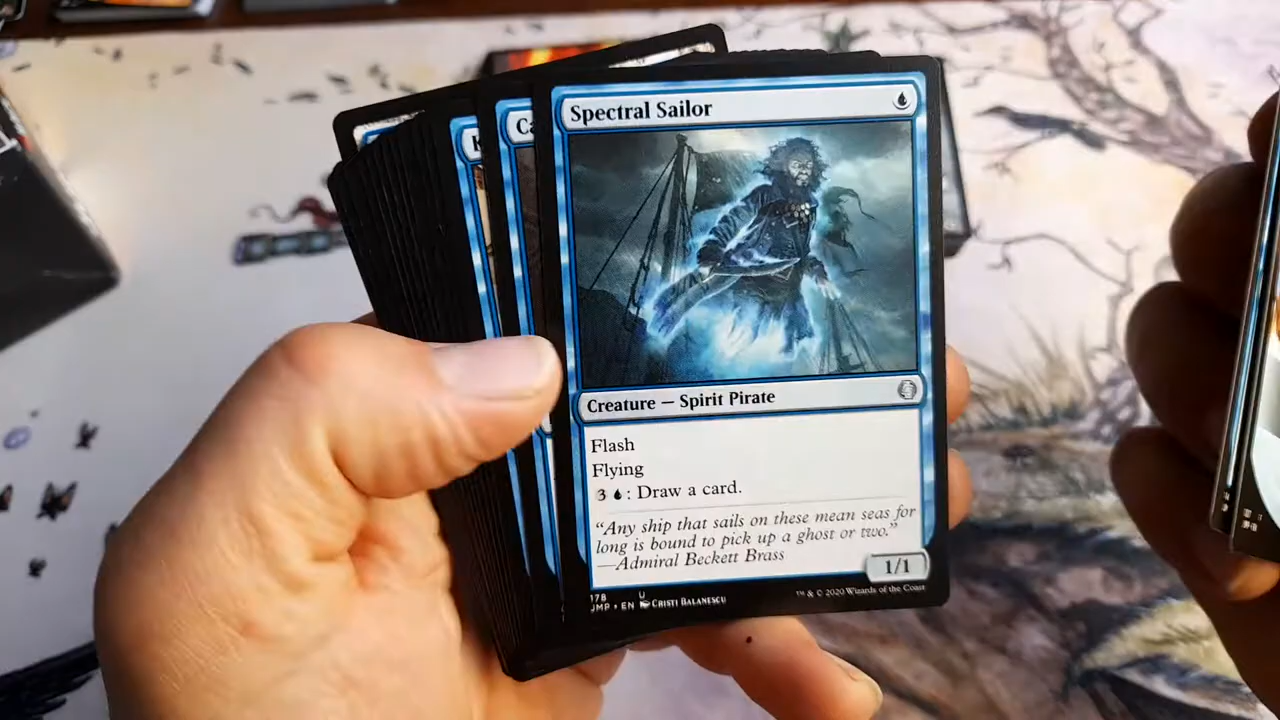 Spectral Sailor
Ca
Creature — Spirit Pirate
Flash
Flying
3 : Draw a card.
“Any ship that sails on these mean seas for
long is bound to pick up a ghost or two.”
—Admiral Beckett Brass
1/1
178 U
JMP • EN Cristi Balanescu
™ & © 2020 Wizards of the Coast